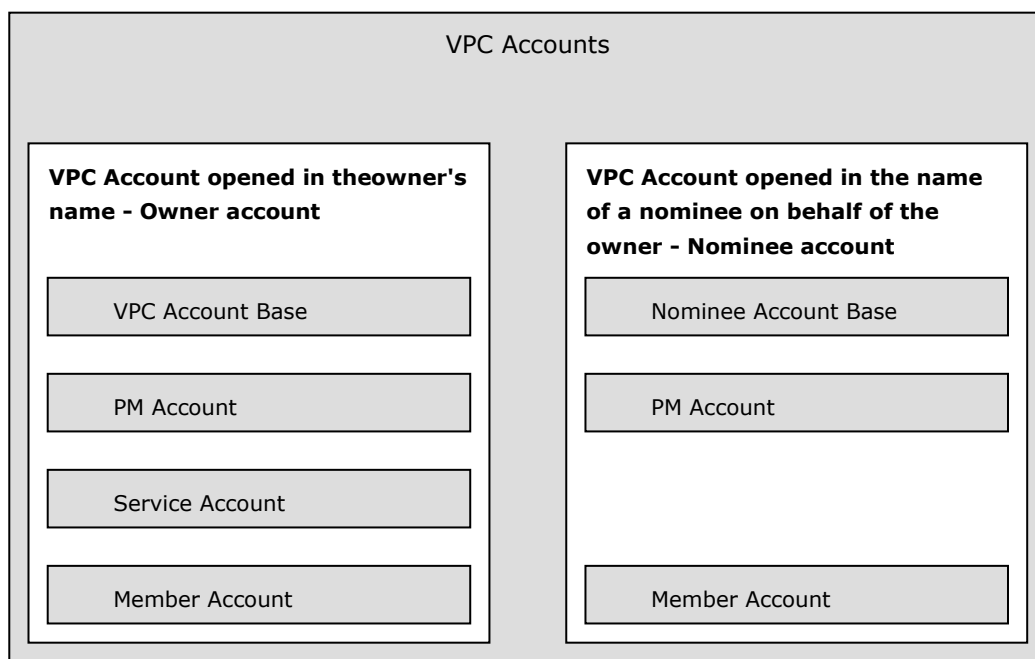 VPC Accounts
VPC Account opened in theowner's
name - Owner account
VPC Account Base
PM Account
Service Account
Member Account
VPC Account opened in the name
of a nominee on behalf of the
owner - Nominee account
Nominee Account Base
PM Account
Member Account